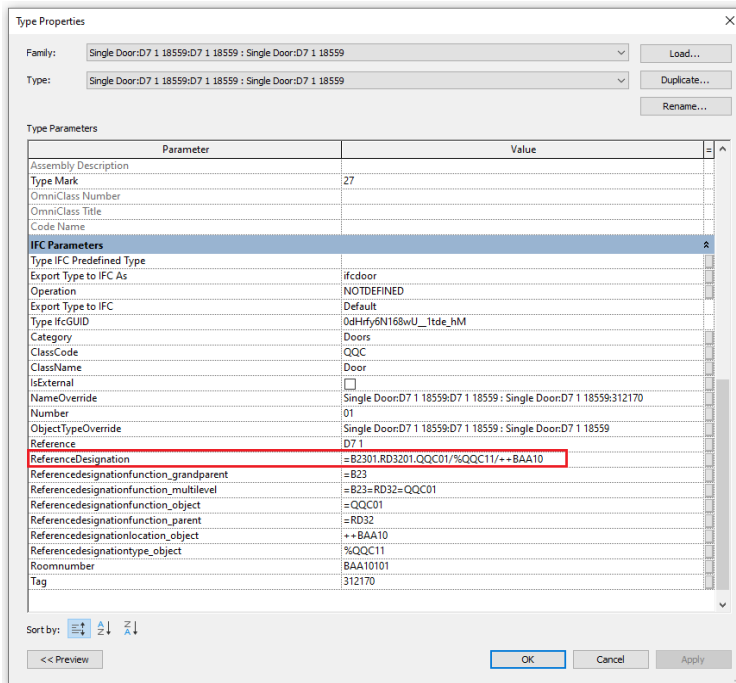 Type Properties
Family: Single Door:D7 1 18559:D7 1 18559 : Single Door:D7 1 18559 Load...
Type: Single Door:D7 1 18559:D7 1 18559 : Single Door:D7 1 18559 Duplicate...
Rename...
Type Parameters
Parameter Value =
Assembly Description
Type Mark 27
OmniClass Number
OmniClass Title
Code Name
IFC Parameters
Type IFC Predefined Type
Export Type to IFC As ifcdoor
Operation NOTDEFINED
Export Type to IFC Default
Type IfcGUID 0dHrfy6N168wU__1tde_hM
Category Doors
ClassCode QQC
ClassName Door
IsExternal
NameOverride Single Door:D7 1 18559:D7 1 18559 : Single Door:D7 1 18559:312170
Number 01
ObjectTypeOverride Single Door:D7 1 18559:D7 1 18559 : Single Door:D7 1 18559
Reference D7 1
ReferenceDesignation =B2301.RD3201.QQC01/%QQC11/++BAA10
Referencedesignationfunction_grandparent =B23
Referencedesignationfunction_multilevel =B23=RD32=QQC01
Referencedesignationfunction_object =QQC01
Referencedesignationfunction_parent =RD32
Referencedesignationlocation_object ++BAA10
Referencedesignationtype_object %QQC11
Roomnumber BAA10101
Tag 312170
Sort by:
<< Preview OK Cancel Apply